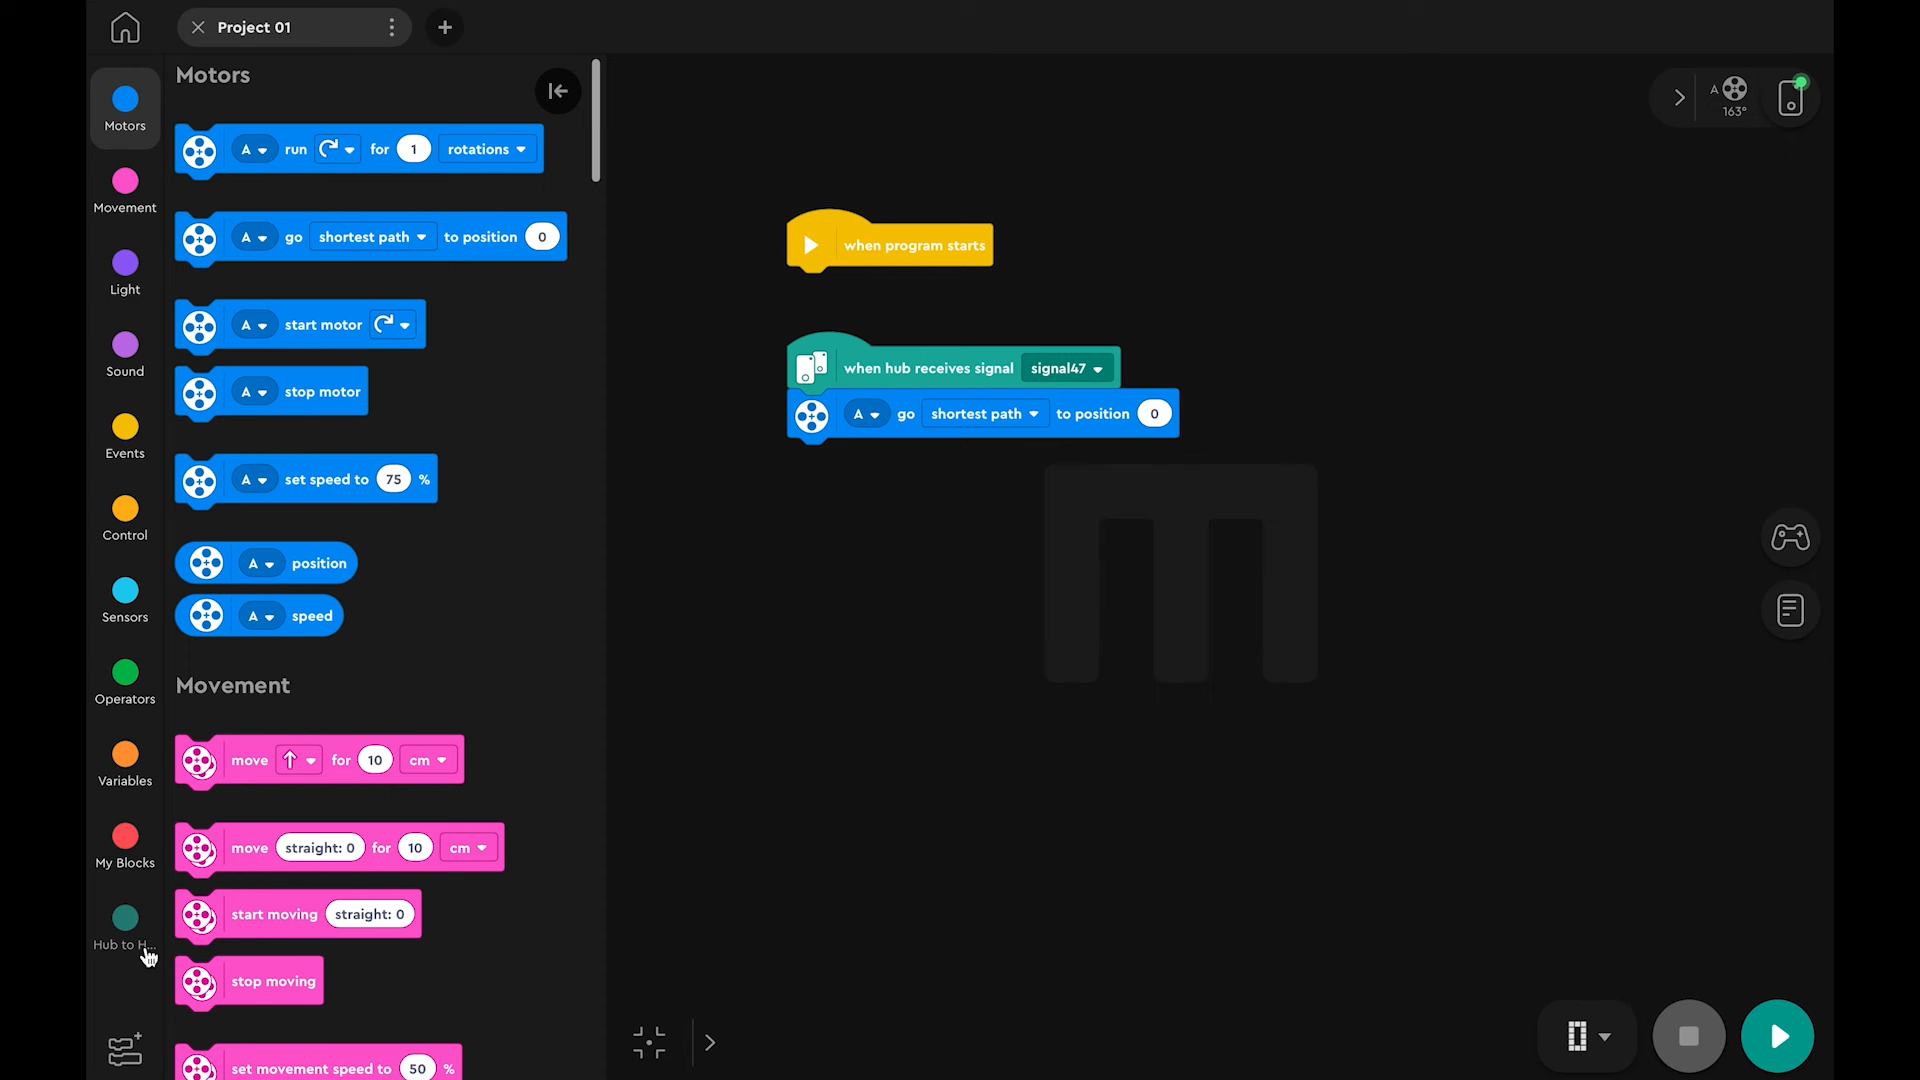 Project 01
Motors
Movement
Light
Sound
Events
Control
Sensors
Operators
Variables
My Blocks
Hub to H...
Motors
A run for 1 rotations
A go shortest path to position 0
A start motor
A stop motor
A set speed to 75 %
A position
A speed
Movement
move for 10 cm
move straight: 0 for 10 cm
start moving straight: 0
stop moving
set movement speed to 50 %
when program starts
when hub receives signal signal47
A go shortest path to position 0
A
163°